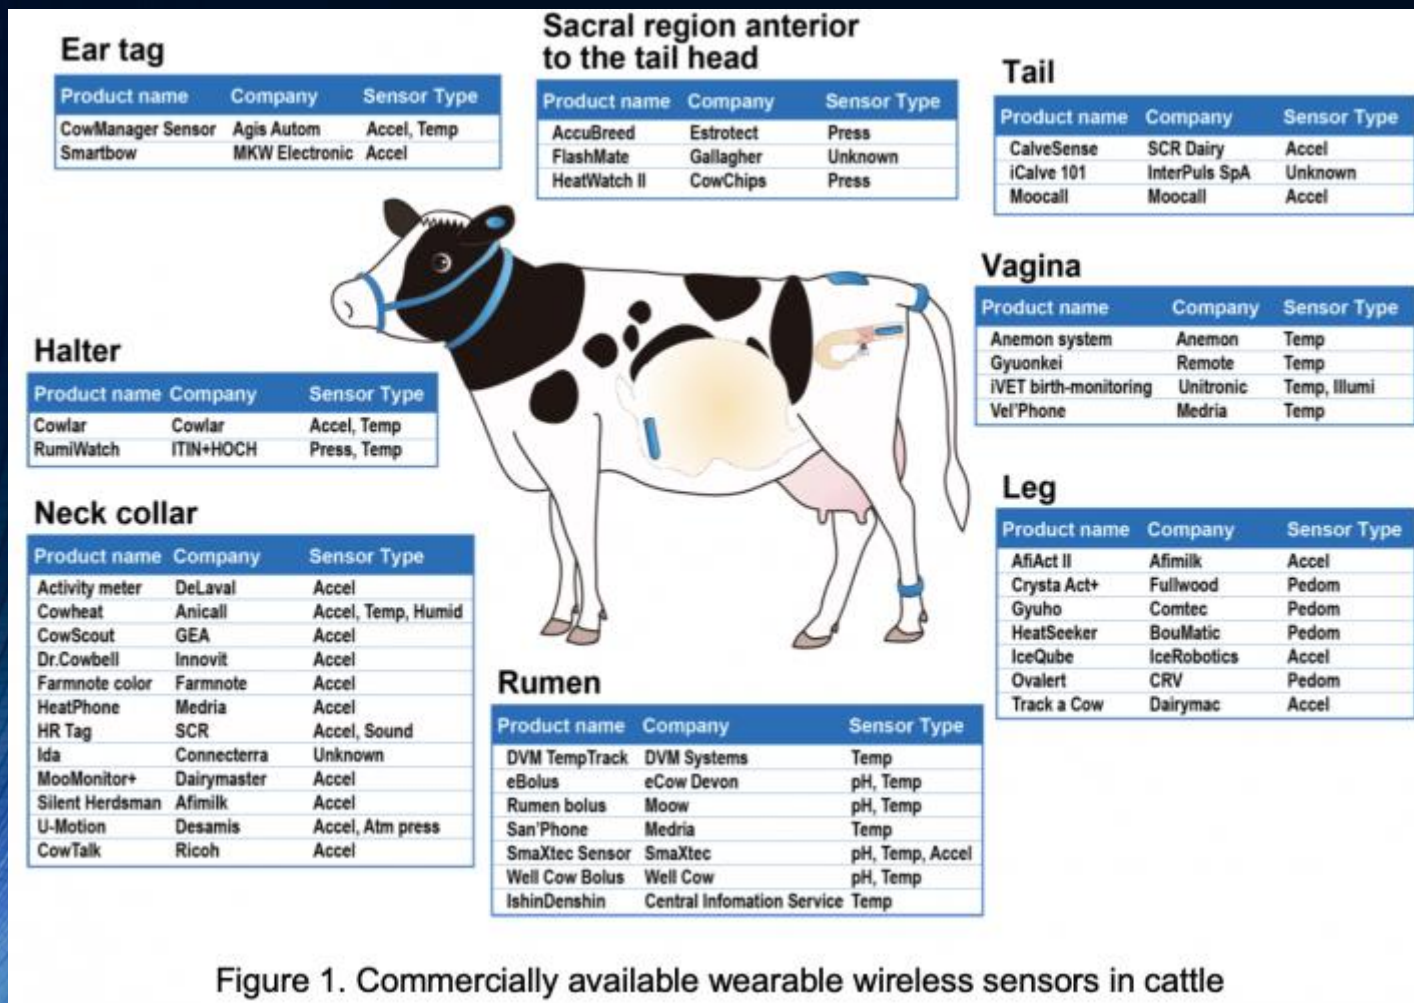 Ear tag
Product name Company Sensor Type
CowManager Sensor Agis Autom Accel, Temp
Smartbow MKW Electronic Accel
Sacral region anterior
to the tail head
Product name Company Sensor Type
AccuBreed Estrotect Press
FlashMate Gallagher Unknown
HeatWatch II CowChips Press
Tail
Product name Company Sensor Type
CalveSense SCR Dairy Accel
iCalve 101 InterPuls SpA Unknown
Moocall Moocall Accel
Vagina
Product name Company Sensor Type
Anemon system Anemon Temp
Gyuonkei Remote Temp
iVET birth-monitoring Unitronic Temp, Illumi
Vel'Phone Medria Temp
Halter
Product name Company Sensor Type
Cowlar Cowlar Accel, Temp
RumiWatch ITIN+HOCH Press, Temp
Neck collar
Product name Company Sensor Type
Activity meter DeLaval Accel
Cowheat Anicall Accel, Temp, Humid
CowScout GEA Accel
Dr.Cowbell Innovit Accel
Farmnote color Farmnote Accel
HeatPhone Medria Accel
HR Tag SCR Accel, Sound
Ida Connecterra Unknown
MooMonitor+ Dairymaster Accel
Silent Herdsman Afimilk Accel
U-Motion Desamis Accel, Atm press
CowTalk Ricoh Accel
Rumen
Product name Company Sensor Type
DVM TempTrack DVM Systems Temp
eBolus eCow Devon pH, Temp
Rumen bolus Moow pH, Temp
San'Phone Medria Temp
SmaXtec Sensor SmaXtec pH, Temp, Accel
Well Cow Bolus Well Cow pH, Temp
IshinDenshin Central Infomation Service Temp
Leg
Product name Company Sensor Type
AfiAct II Afimilk Accel
Crysta Act+ Fullwood Pedom
Gyuho Comtec Pedom
HeatSeeker BouMatic Pedom
IceQube IceRobotics Accel
Ovalert CRV Pedom
Track a Cow Dairymac Accel
Figure 1. Commercially available wearable wireless sensors in cattle